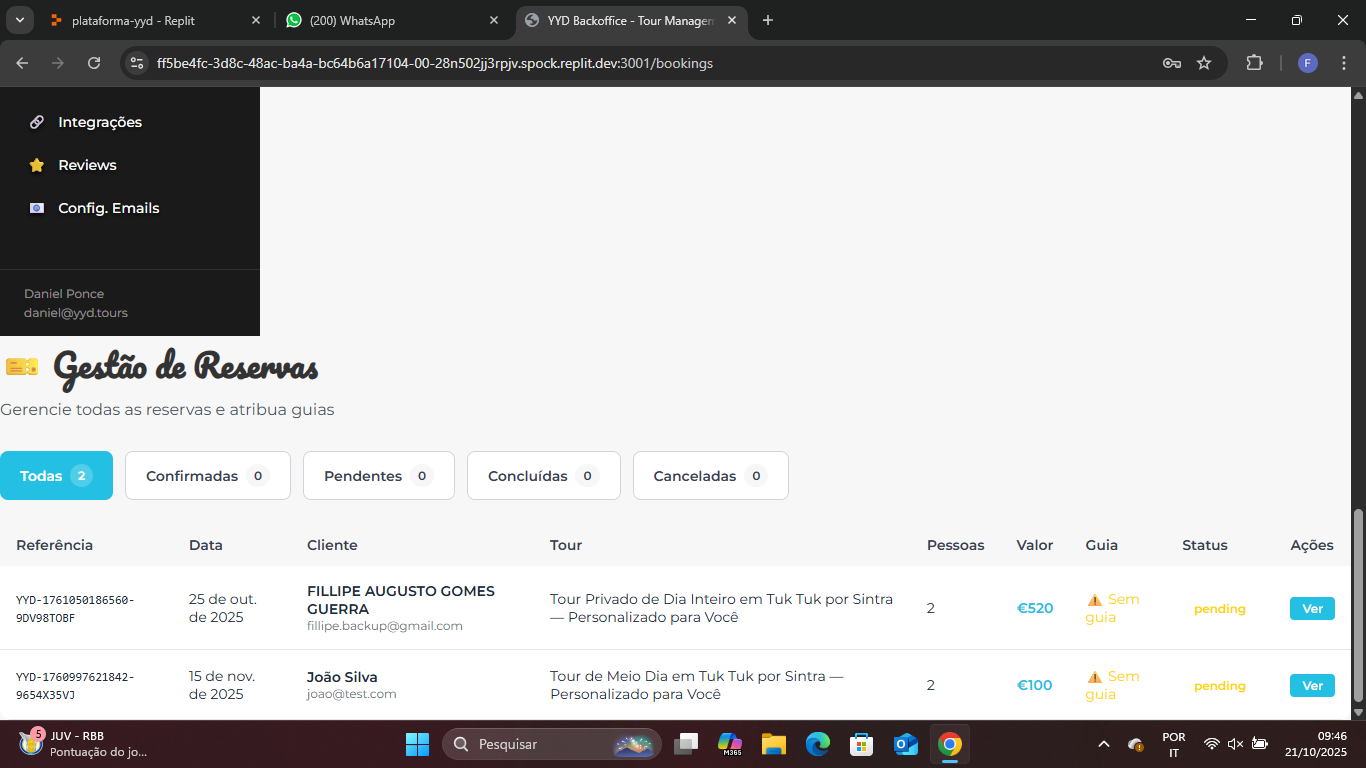 plataforma-yyd - Replit
(200) WhatsApp
YYD Backoffice - Tour Managem
ff5be4fc-3d8c-48ac-ba4a-bc64b6a17104-00-28n502jj3rpjv.spock.replit.dev:3001/bookings
F
Integrações
Reviews
Config. Emails
Daniel Ponce
daniel@yyd.tours
Gestão de Reservas
Gerencie todas as reservas e atribua guias
Todas 2
Confirmadas 0
Pendentes 0
Concluídas 0
Canceladas 0
Referência Data Cliente Tour Pessoas Valor Guia Status Ações
YYD-1761050186560-
9DV98TOBF
25 de out.
de 2025
FILLIPE AUGUSTO GOMES
GUERRA
fillipe.backup@gmail.com
Tour Privado de Dia Inteiro em Tuk Tuk por Sintra
— Personalizado para Você
2
€520
Sem
guia
pending
Ver
YYD-1760997621842-
9654X35VJ
15 de nov.
de 2025
João Silva
joao@test.com
Tour de Meio Dia em Tuk Tuk por Sintra —
Personalizado para Você
2
€100
Sem
guia
pending
Ver
5
JUV - RBB
Pontuação do jo...
Pesquisar
M365
POR
IT
09:46
21/10/2025